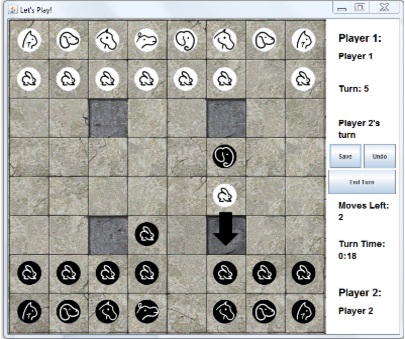 Let's Play!
Player 1:
Player 1
Turn: 5
Player 2's
turn
Save Undo
End Turn
Moves Left:
2
Turn Time:
0:18
Player 2:
Player 2